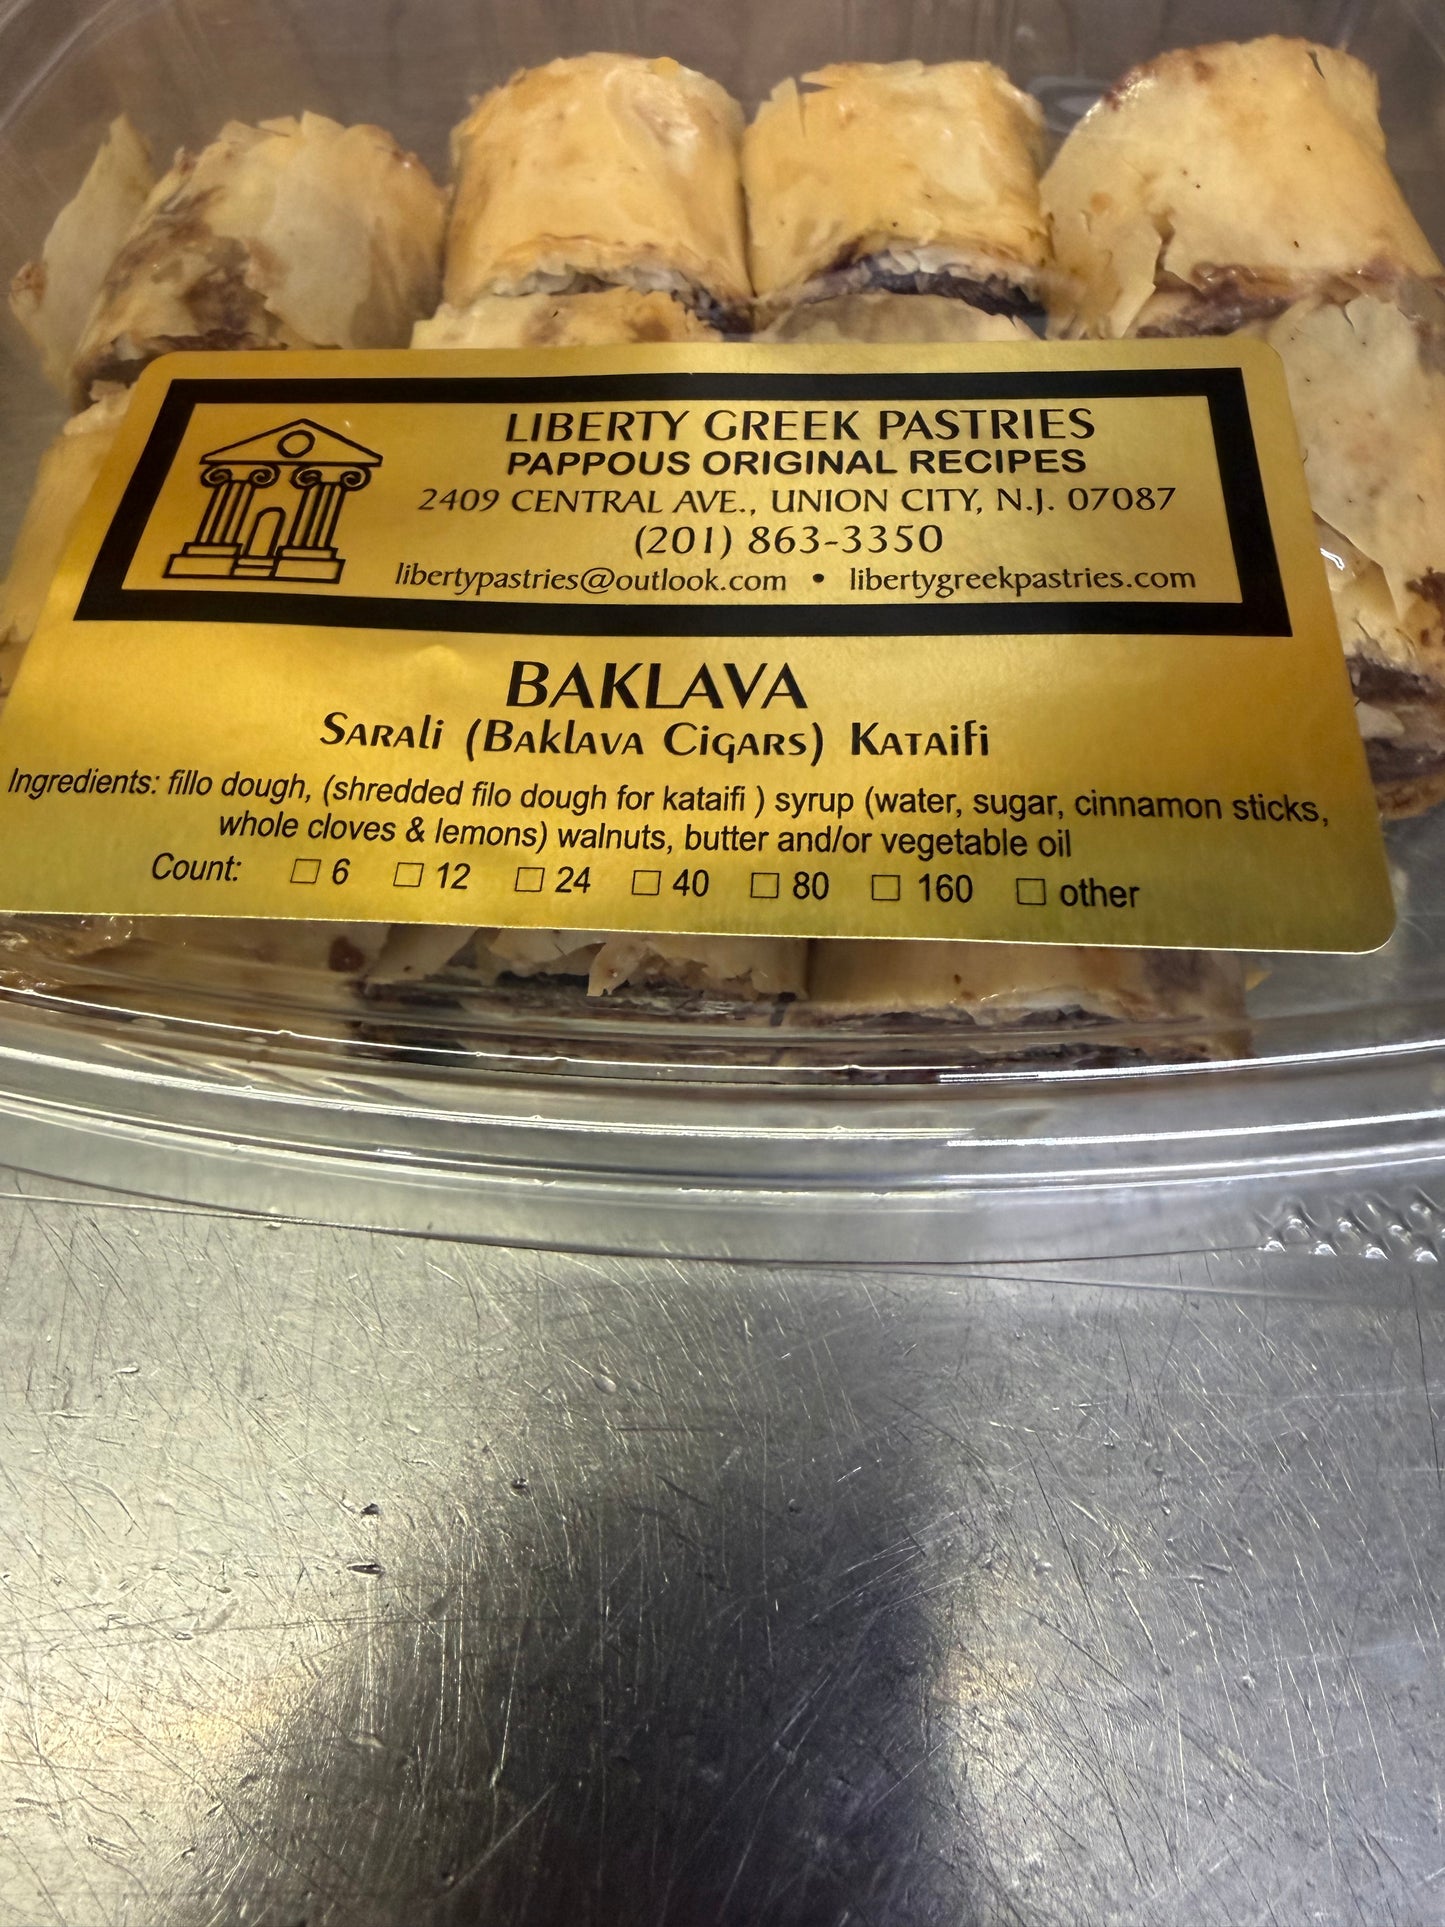 LIBERTY GREEK PASTRIES
PAPPOUS ORIGINAL RECIPES
2409 CENTRAL AVE., UNION CITY, N.J. 07087
(201) 863-3350
libertypastries@outlook.com • libertygreekpastries.com
BAKLAVA
Sarali (Baklava Cigars) Kataifi
Ingredients: fillo dough, (shredded filo dough for kataifi ) syrup (water, sugar, cinnamon sticks,
whole cloves & lemons) walnuts, butter and/or vegetable oil
Count: ☐ 6 ☐ 12 ☐ 24 ☐ 40 ☐ 80 ☐ 160 ☐ other